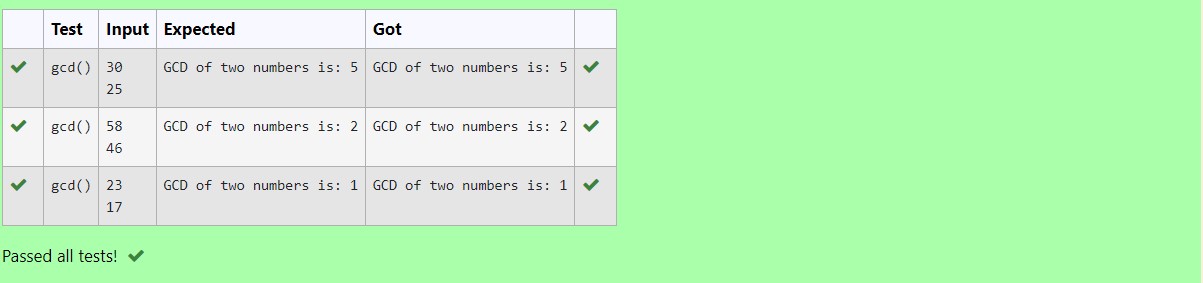 Test Input Expected Got
gcd() 30 GCD of two numbers is: 5 GCD of two numbers is: 5
25
gcd() 58 GCD of two numbers is: 2 GCD of two numbers is: 2
46
gcd() 23 GCD of two numbers is: 1 GCD of two numbers is: 1
17
Passed all tests!